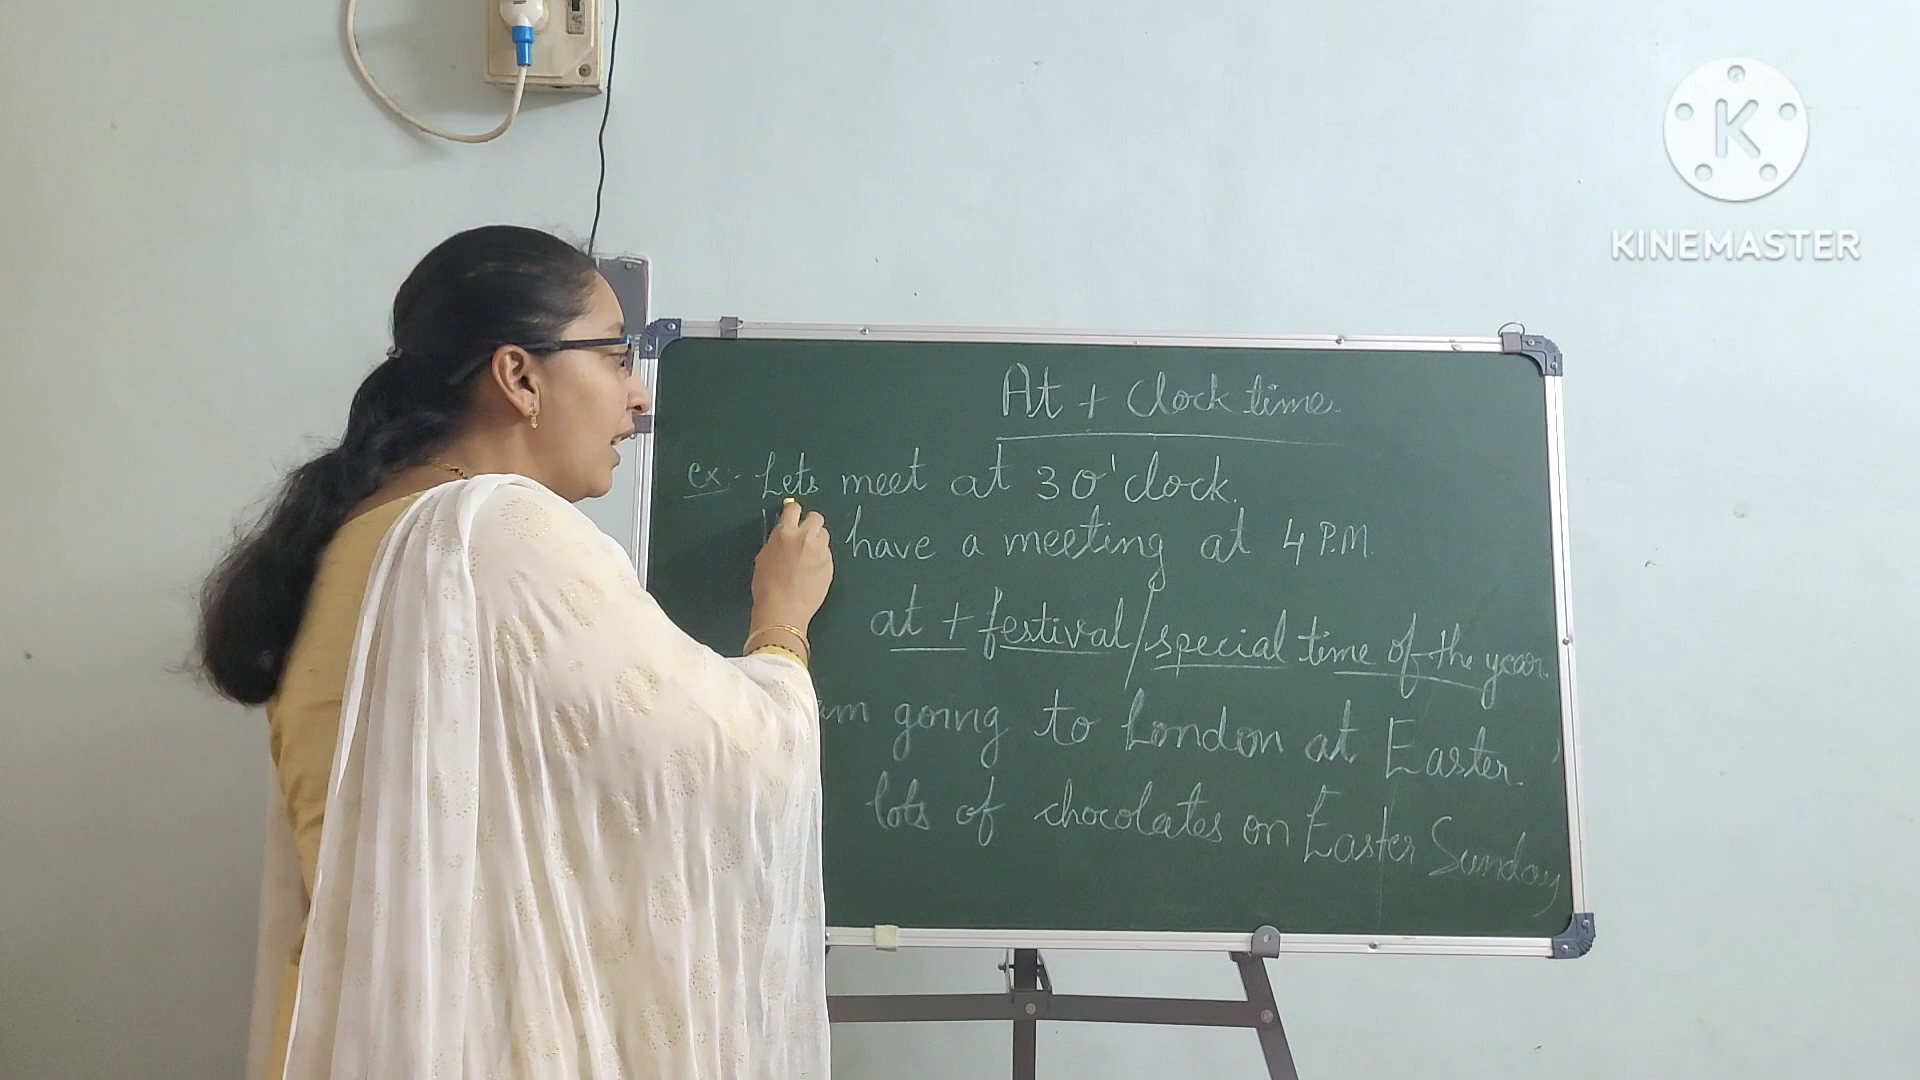 K
KINEMASTER
At + Clock time.
ex:- Lets meet at 3 o'clock.
have a meeting at 4 P.M.
at + festival/special time of the year.
am going to London at Easter.
lots of chocolates on Easter Sunday